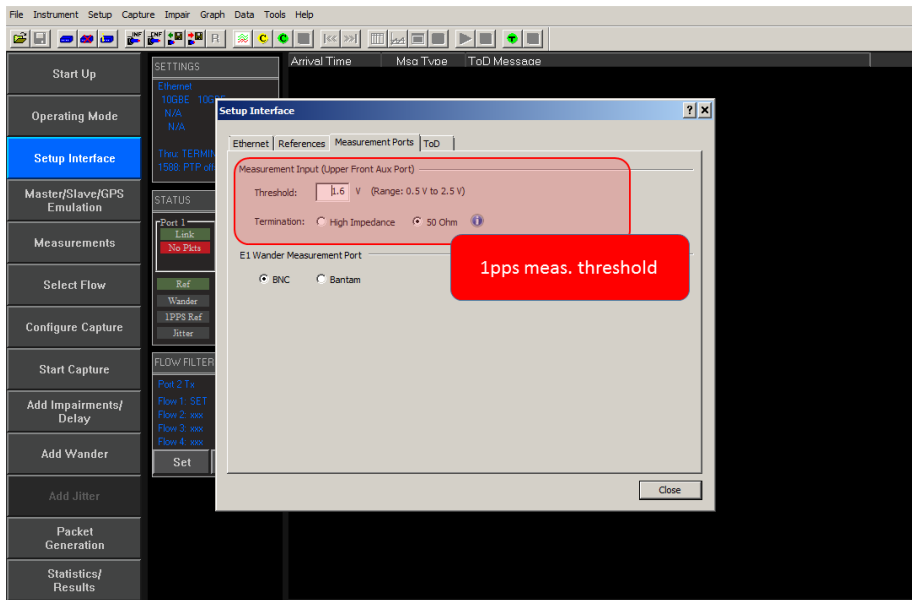 File Instrument Setup Capture Impair Graph Data Tools Help
R
Start Up
Operating Mode
Setup Interface
Master/Slave/GPS
Emulation
Measurements
Select Flow
Configure Capture
Start Capture
Add Impairments/
Delay
Add Wander
Add Jitter
Packet
Generation
Statistics/
Results
SETTINGS
Ethernet
10GBE
N/A
N/A
Thru: TERMIN
1588: PTP off
STATUS
Port 1
Link
No Pkts
Ref
Wander
1PPS Ref
Jitter
FLOW FILTER
Port 2 Tx
Flow 1: SET
Flow 2: xxx
Flow 3: xxx
Flow 4: xxx
Set
Arrival Time Msg Type ToD Message
Setup Interface
Ethernet References Measurement Ports ToD
Measurement Input (Upper Front Aux Port)
Threshold: 1.6 V (Range: 0.5 V to 2.5 V)
Termination: High Impedance 50 Ohm
E1 Wander Measurement Port
BNC Bantam
1pps meas. threshold
Close